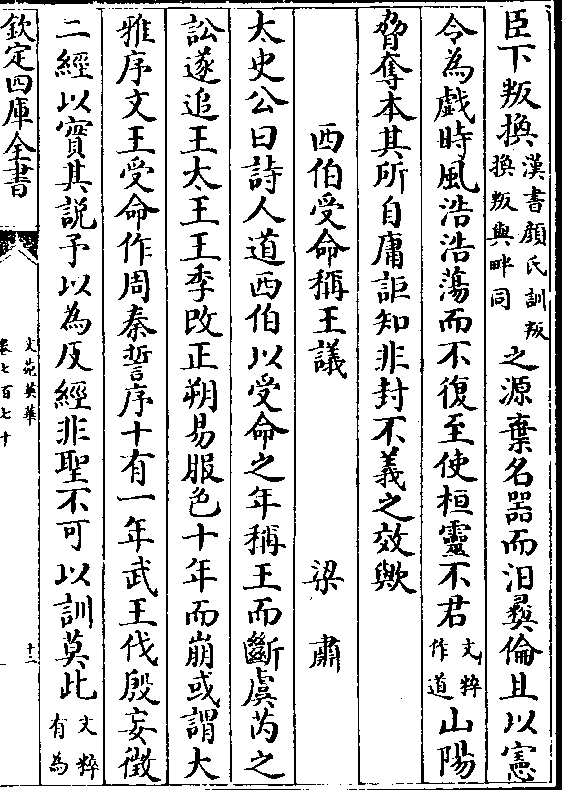 臣下叛換漢書顔氏訓叛換叛與畔同之源棄名器而汨彞倫且以憲
令為戲時風浩浩蕩而不復至使桓靈不君文粹作道山陽
脅奪本其所自庸詎知非封不義之效歟
西伯受命稱王議 梁肅
太史公曰詩人道西伯以受命之年稱王而斷虞芮之
訟遂追王太王王季改正朔易服色十年而崩或謂大
雅序文王受命作周秦誓序十有一年武王伐殷妄徵
二經以實其説予以為反經非聖不可以訓莫此文粹有為
欽定四庫全書
文苑英華
卷七百七十
十二